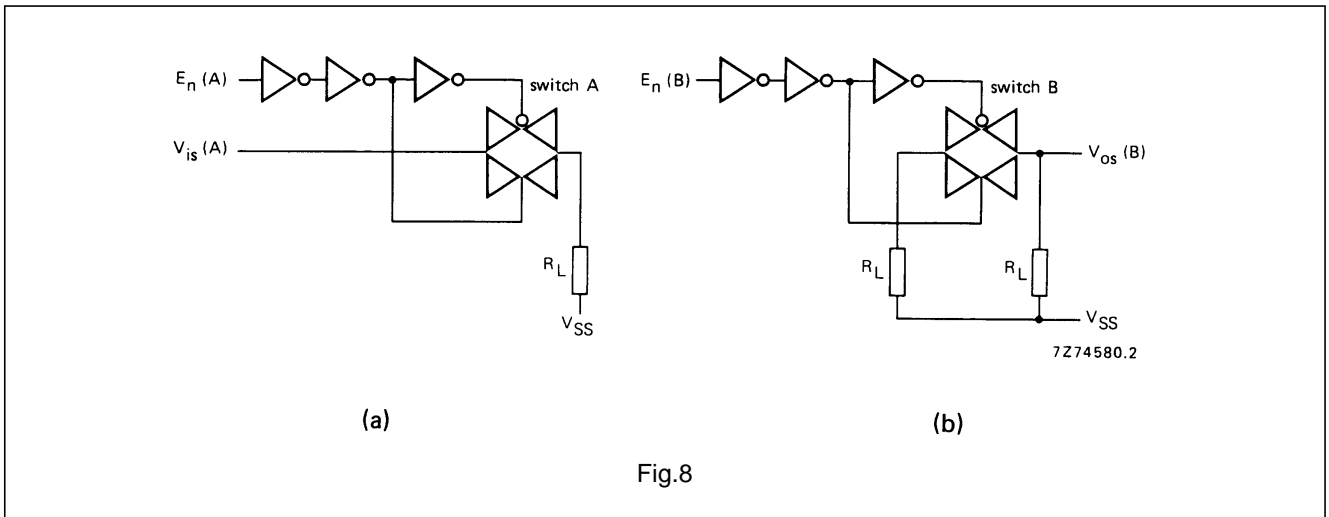 En (A)
switch A
Vis (A)
RL
VSS
(a)
En (B)
switch B
Vos (B)
RL
RL
VSS
7Z74580.2
(b)
Fig.8